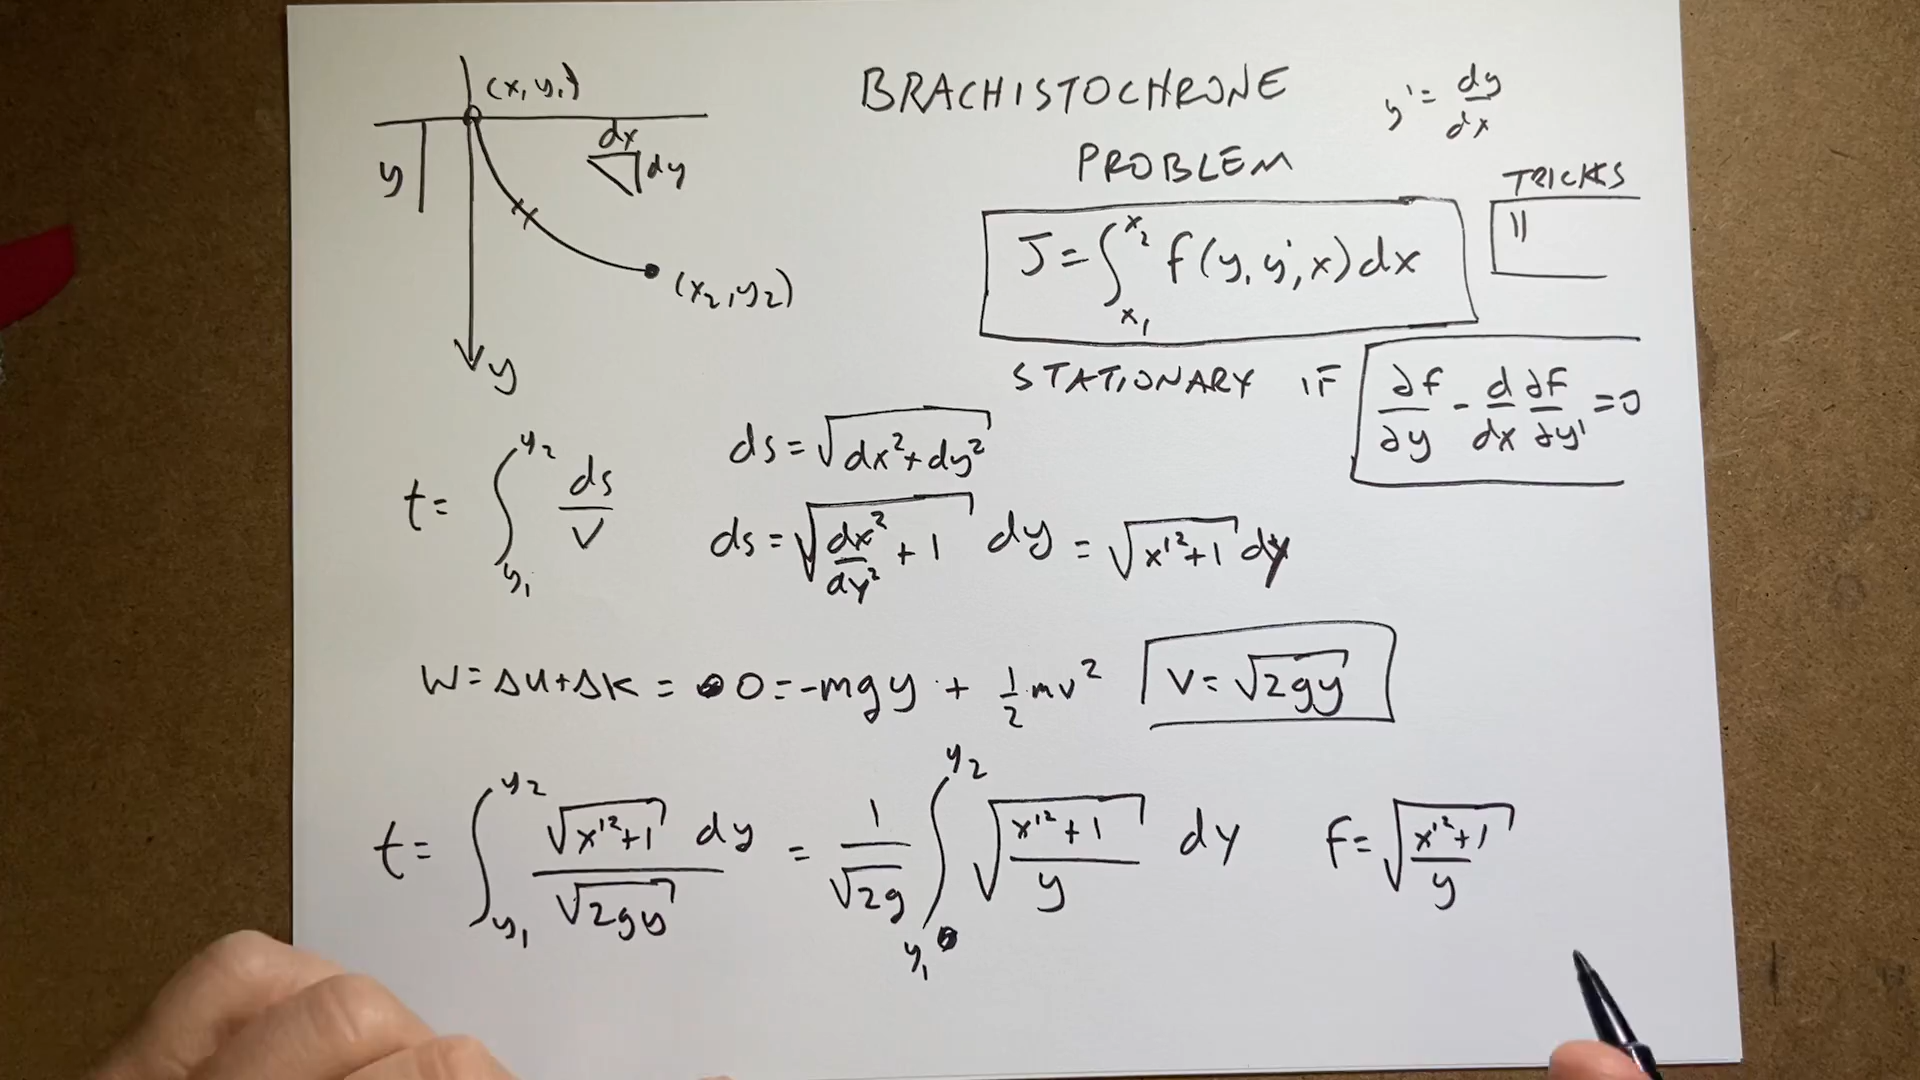 (x, y,)
BRACHISTOCHRONE
PROBLEM
y' = dy/dx
dx
dy
y
TRICKS
||
J = ∫_{x₁}^{x₂} f(y, y', x) dx
(x₂, y₂)
y
STATIONARY IF ∂f/∂y - d/dx ∂f/∂y' = 0
t = ∫_{y₁}^{y₂} ds/v
ds = √(dx² + dy²)
ds = √(dx²/dy² + 1) dy = √(x'² + 1) dy
W = ΔU + ΔK = 0 = -mgy + ½mv²
v = √(2gy)
t = ∫_{y₁}^{y₂} √(x'² + 1) dy / √(2gy) = 1/√(2g) ∫_{y₁}^{y₂} √((x'² + 1)/y) dy
f = √((x'² + 1)/y)